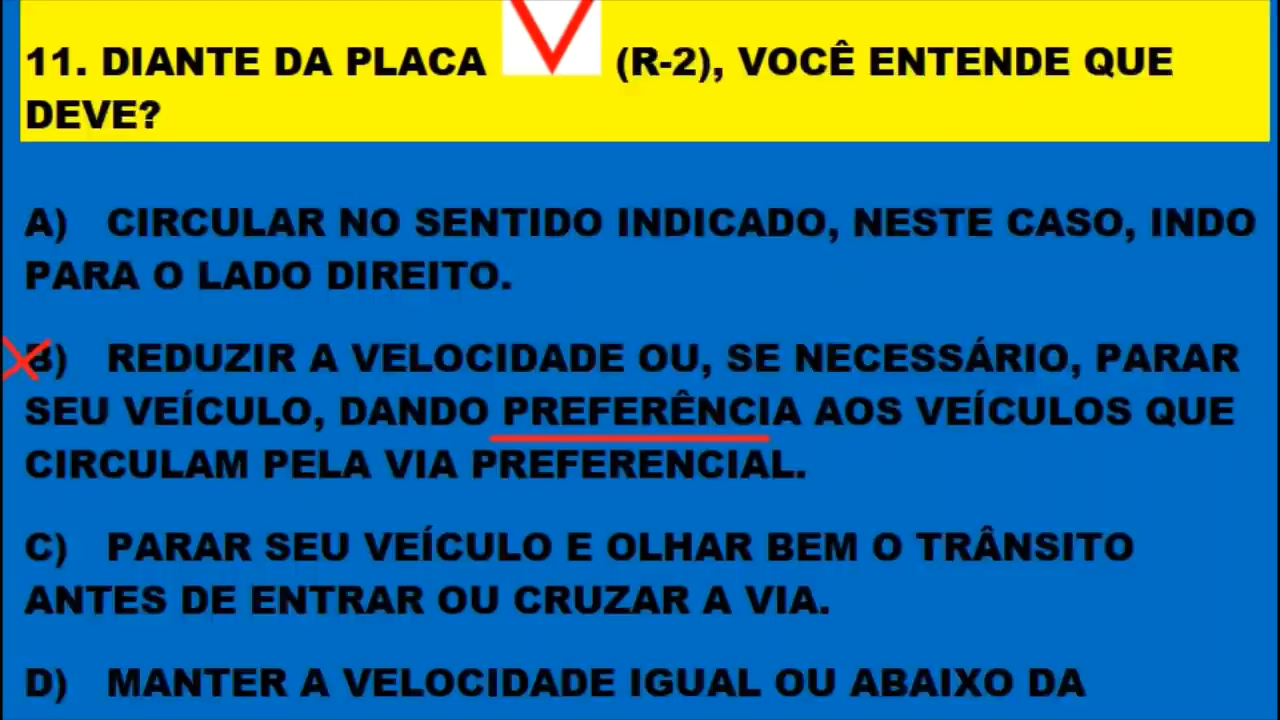 11. DIANTE DA PLACA (R-2), VOCÊ ENTENDE QUE
DEVE?
A) CIRCULAR NO SENTIDO INDICADO, NESTE CASO, INDO
PARA O LADO DIREITO.
B) REDUZIR A VELOCIDADE OU, SE NECESSÁRIO, PARAR
SEU VEÍCULO, DANDO PREFERÊNCIA AOS VEÍCULOS QUE
CIRCULAM PELA VIA PREFERENCIAL.
C) PARAR SEU VEÍCULO E OLHAR BEM O TRÂNSITO
ANTES DE ENTRAR OU CRUZAR A VIA.
D) MANTER A VELOCIDADE IGUAL OU ABAIXO DA